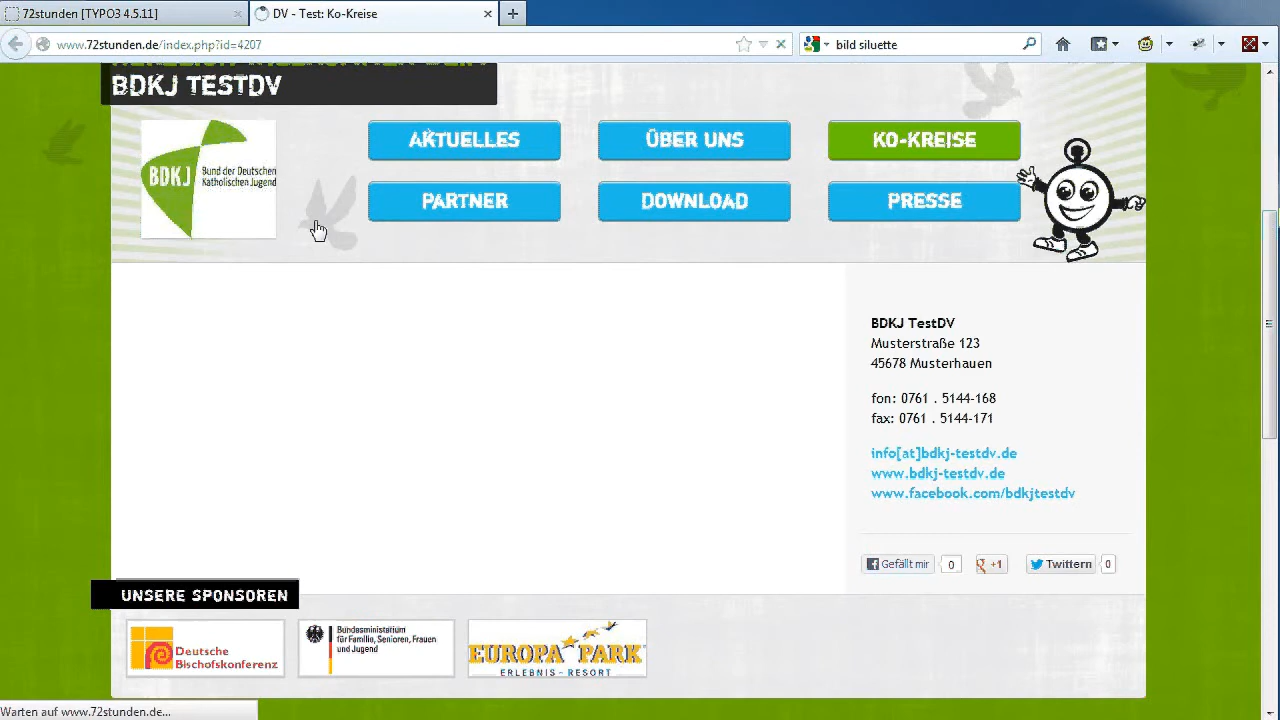 72stunden [TYPO3 4.5.11]
DV - Test: Ko-Kreise
www.72stunden.de/index.php?id=4207
bild siluette
BDKJ TESTDV
BDKJ
Bund der Deutschen
Katholischen Jugend
AKTUELLES
ÜBER UNS
KO-KREISE
PARTNER
DOWNLOAD
PRESSE
BDKJ TestDV
Musterstraße 123
45678 Musterhauen
fon: 0761 . 5144-168
fax: 0761 . 5144-171
info[at]bdkj-testdv.de
www.bdkj-testdv.de
www.facebook.com/bdkjtestdv
Gefällt mir 0
+1
Twittern 0
UNSERE SPONSOREN
Deutsche
Bischofskonferenz
Bundesministerium
für Familie, Senioren, Frauen
und Jugend
EUROPA PARK
ERLEBNIS - RESORT
Warten auf www.72stunden.de...